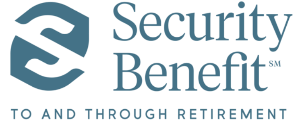 Security
Benefit℠
TO AND THROUGH RETIREMENT